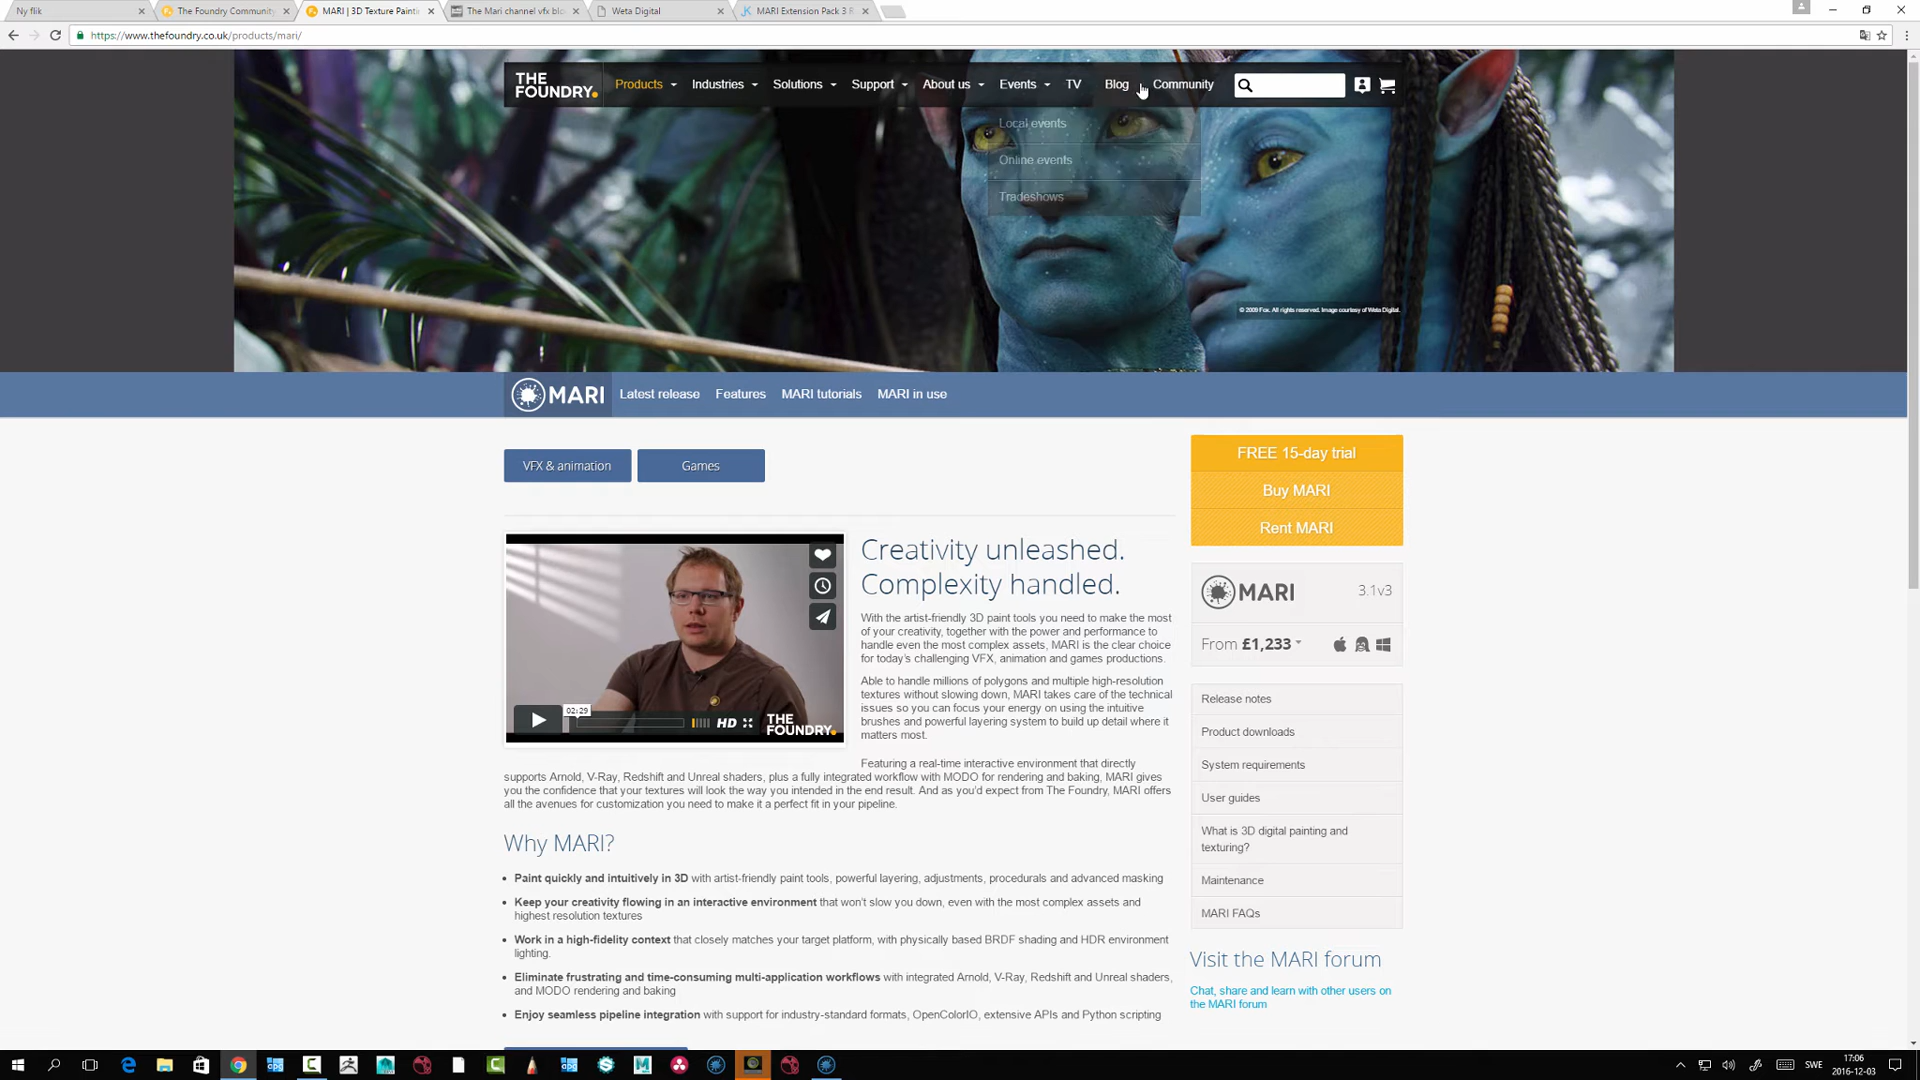 Ny flik
The Foundry Community
MARI | 3D Texture Paintin
The Mari channel vfx blo
Weta Digital
MARI Extension Pack 3 R
https://www.thefoundry.co.uk/products/mari/
THE FOUNDRY.
Products
Industries
Solutions
Support
About us
Events
TV
Blog
Community
Local events
Online events
Tradeshows
© 2009 Fox. All rights reserved. Image courtesy of Weta Digital.
MARI
Latest release
Features
MARI tutorials
MARI in use
VFX & animation
Games
FREE 15-day trial
Buy MARI
Rent MARI
02:29
HD
THE FOUNDRY.
Creativity unleashed.
Complexity handled.
With the artist-friendly 3D paint tools you need to make the most
of your creativity, together with the power and performance to
handle even the most complex assets, MARI is the clear choice
for today's challenging VFX, animation and games productions.
Able to handle millions of polygons and multiple high-resolution
textures without slowing down, MARI takes care of the technical
issues so you can focus your energy on using the intuitive
brushes and powerful layering system to build up detail where it
matters most.
Featuring a real-time interactive environment that directly
supports Arnold, V-Ray, Redshift and Unreal shaders, plus a fully integrated workflow with MODO for rendering and baking, MARI gives
you the confidence that your textures will look the way you intended in the end result. And as you'd expect from The Foundry, MARI offers
all the avenues for customization you need to make it a perfect fit in your pipeline.
Why MARI?
Paint quickly and intuitively in 3D with artist-friendly paint tools, powerful layering, adjustments, procedurals and advanced masking
Keep your creativity flowing in an interactive environment that won't slow you down, even with the most complex assets and
highest resolution textures
Work in a high-fidelity context that closely matches your target platform, with physically based BRDF shading and HDR environment
lighting.
Eliminate frustrating and time-consuming multi-application workflows with integrated Arnold, V-Ray, Redshift and Unreal shaders,
and MODO rendering and baking
Enjoy seamless pipeline integration with support for industry-standard formats, OpenColorIO, extensive APIs and Python scripting
MARI
3.1v3
From £1,233
Release notes
Product downloads
System requirements
User guides
What is 3D digital painting and
texturing?
Maintenance
MARI FAQs
Visit the MARI forum
Chat, share and learn with other users on
the MARI forum
SWE
17:06
2016-12-03